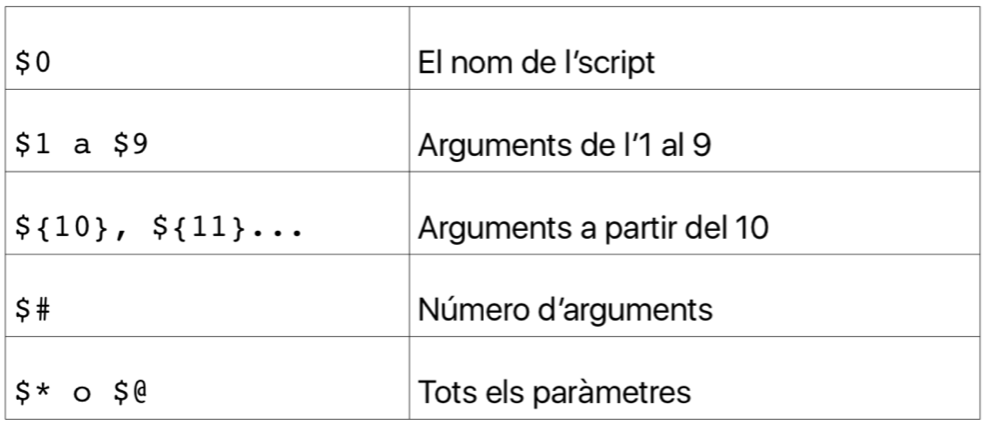 $0 El nom de l’script
$1 a $9 Arguments de l’1 al 9
${10}, ${11}... Arguments a partir del 10
$# Número d’arguments
$* o $@ Tots els paràmetres